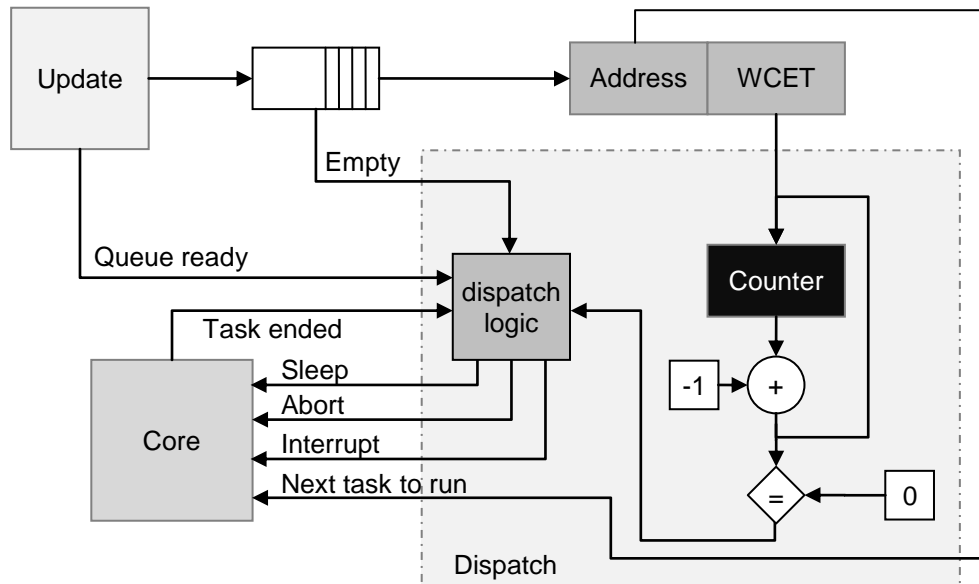 Update
Address
WCET
Empty
Queue ready
dispatch
logic
Counter
Task ended
-1
+
Sleep
Abort
Core
Interrupt
Next task to run
=
0
Dispatch